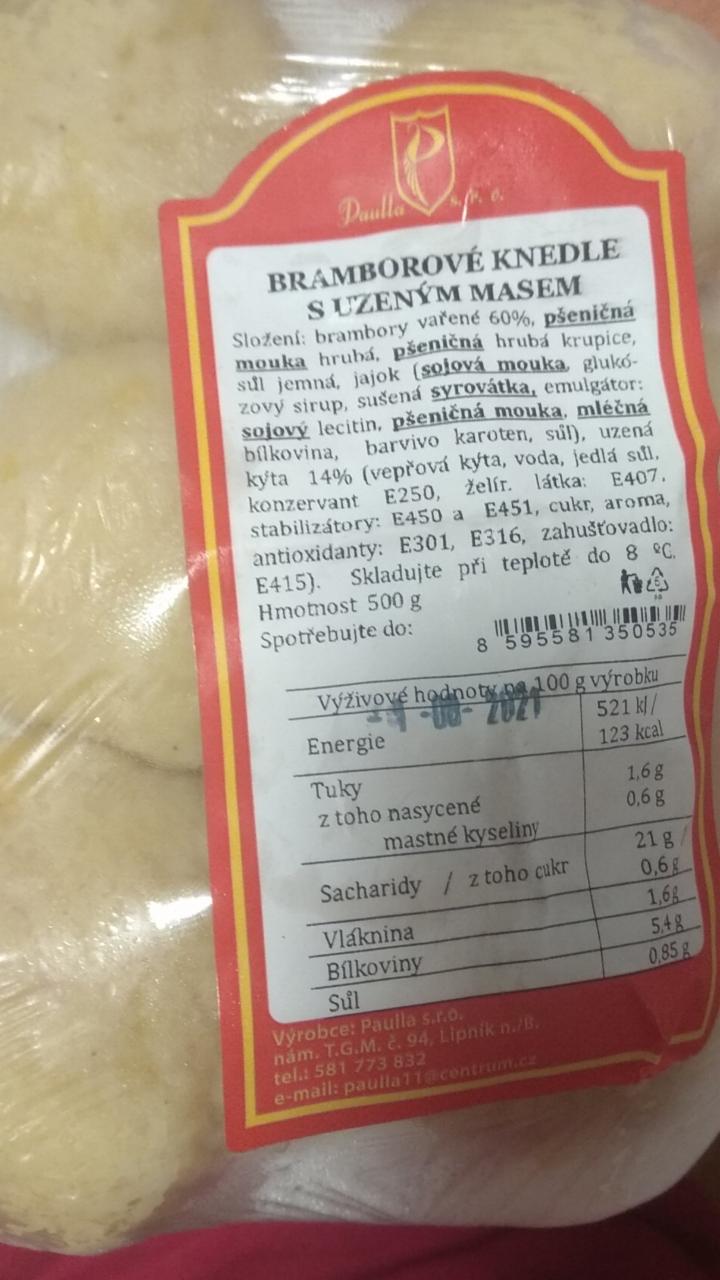 Paulla s. r. o.
BRAMBOROVÉ KNEDLE
S UZENÝM MASEM
Složení: brambory vařené 60%, pšeničná
mouka hrubá, pšeničná hrubá krupice,
sůl jemná, jajok (sojová mouka, glukó-
zový sirup, sušená syrovátka, emulgátor:
sojový lecitin, pšeničná mouka, mléčná
bílkovina, barvivo karoten, sůl), uzená
kýta 14% (vepřová kýta, voda, jedlá sůl,
konzervant E250, želír. látka: E407,
stabilizátory: E450 a E451, cukr, aroma,
antioxidanty: E301, E316, zahušťovadlo:
E415). Skladujte při teplotě do 8 °C.
Hmotnost 500 g
Spotřebujte do:
8 595581 350535
Výživové hodnoty na 100 g výrobku
-08- 2021
Energie 521 kJ/
123 kcal
Tuky 1,6 g
z toho nasycené 0,6 g
mastné kyseliny
Sacharidy / z toho cukr 21 g /
0,6 g
Vláknina 1,6g
Bílkoviny 5,4 g
Sůl 0,85 g
Výrobce: Paulla s.r.o.
nám. T.G.M. č. 94, Lipník n./B.
tel.: 581 773 832
e-mail: paulla11@centrum.cz